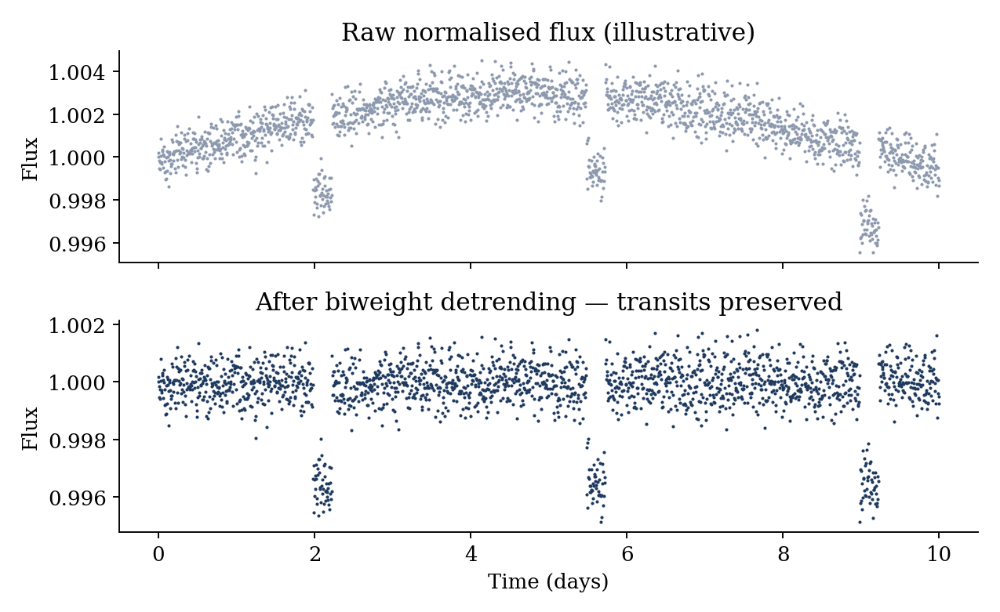 Raw normalised flux (illustrative)
1.004
1.002
1.000
0.998
0.996
Flux
After biweight detrending — transits preserved
1.002
1.000
0.998
0.996
Flux
0 2 4 6 8 10
Time (days)